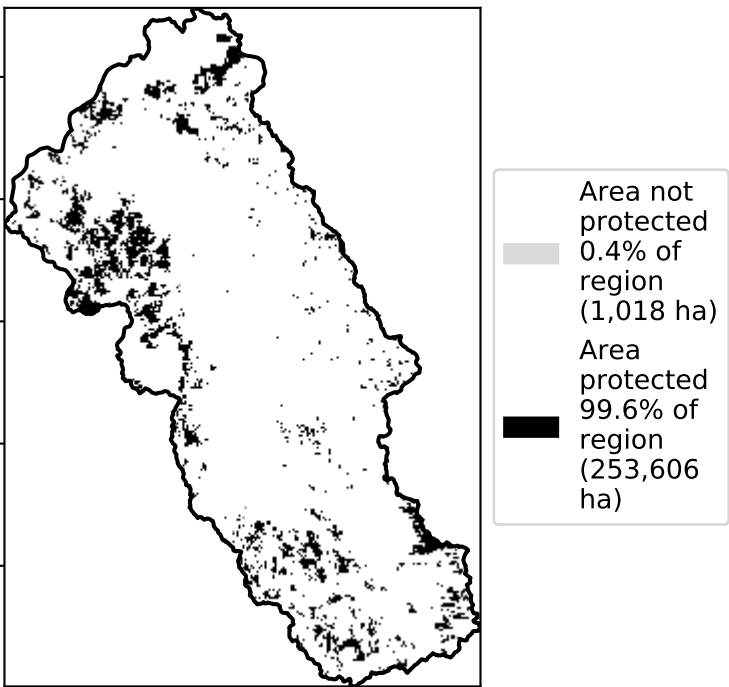 Area not
protected
0.4% of
region
(1,018 ha)
Area
protected
99.6% of
region
(253,606
ha)